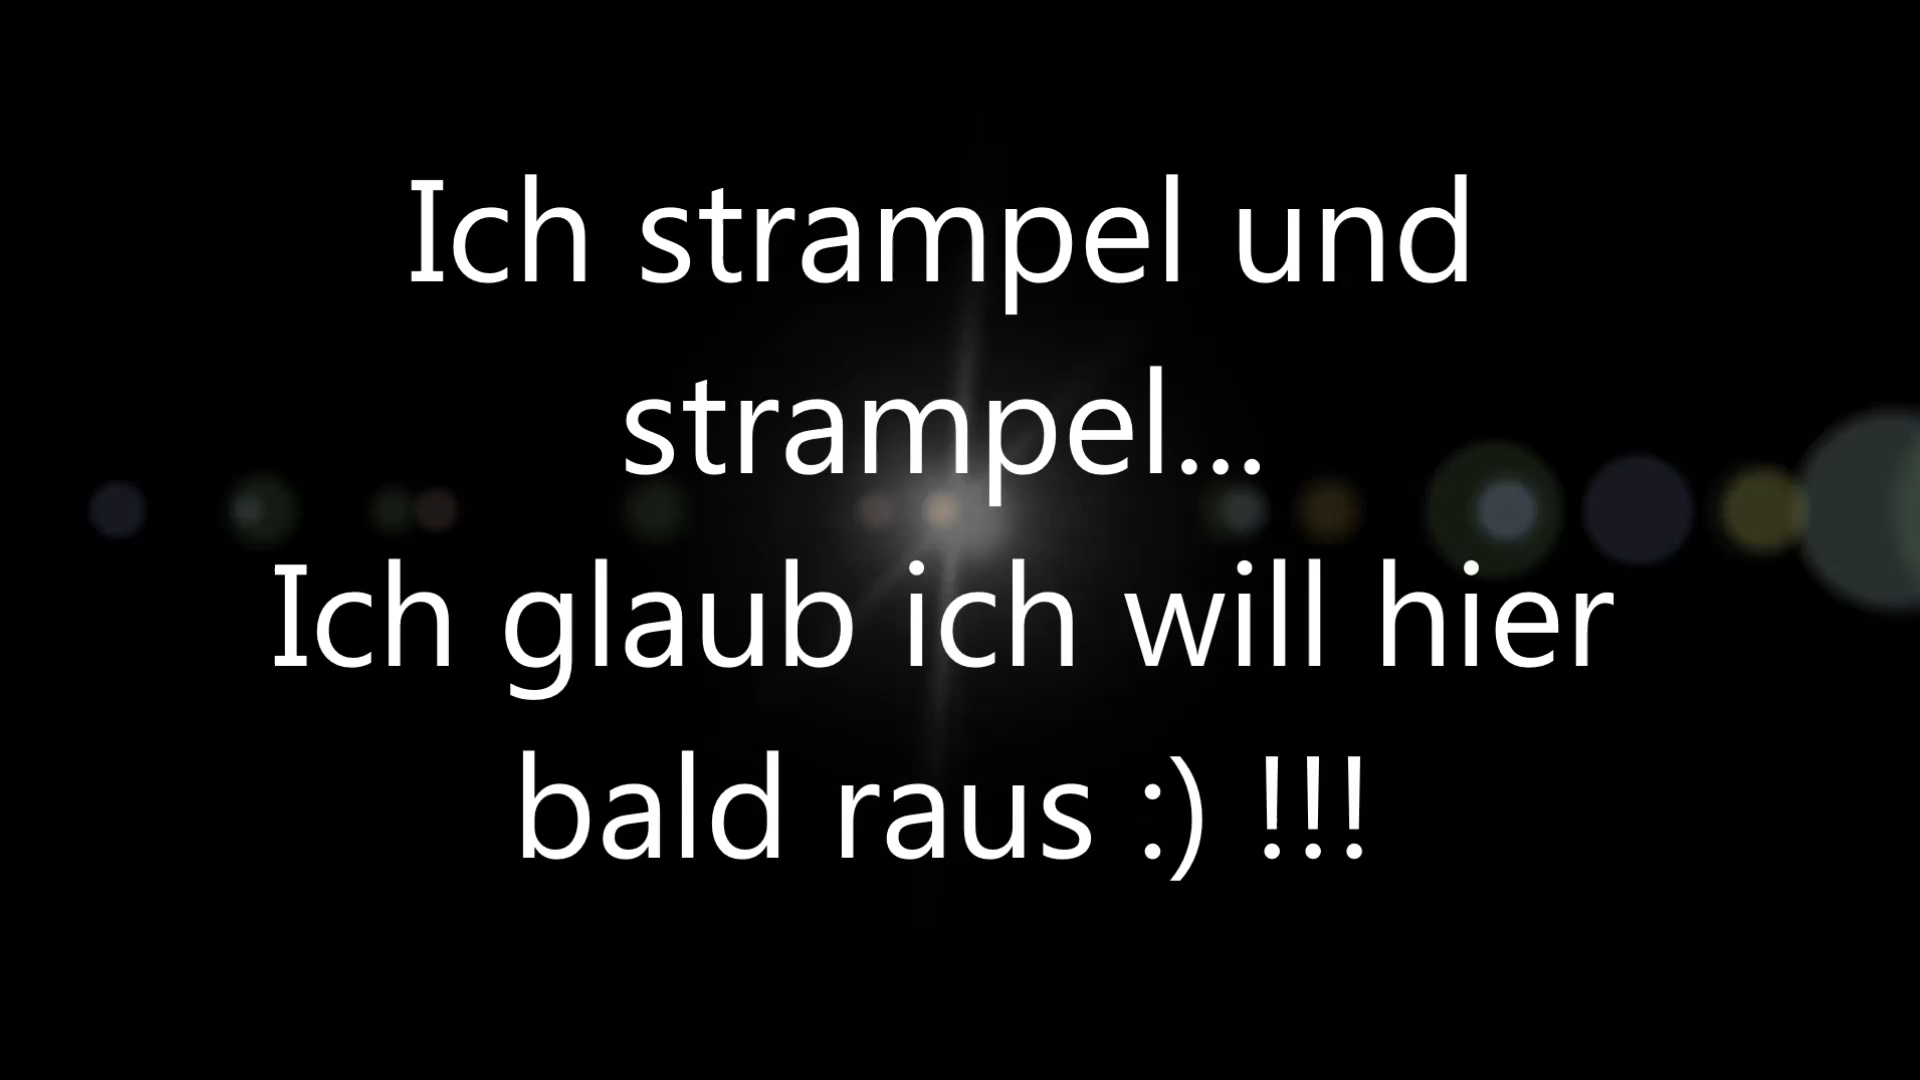 Ich strampel und
strampel...
Ich glaub ich will hier
bald raus :) !!!